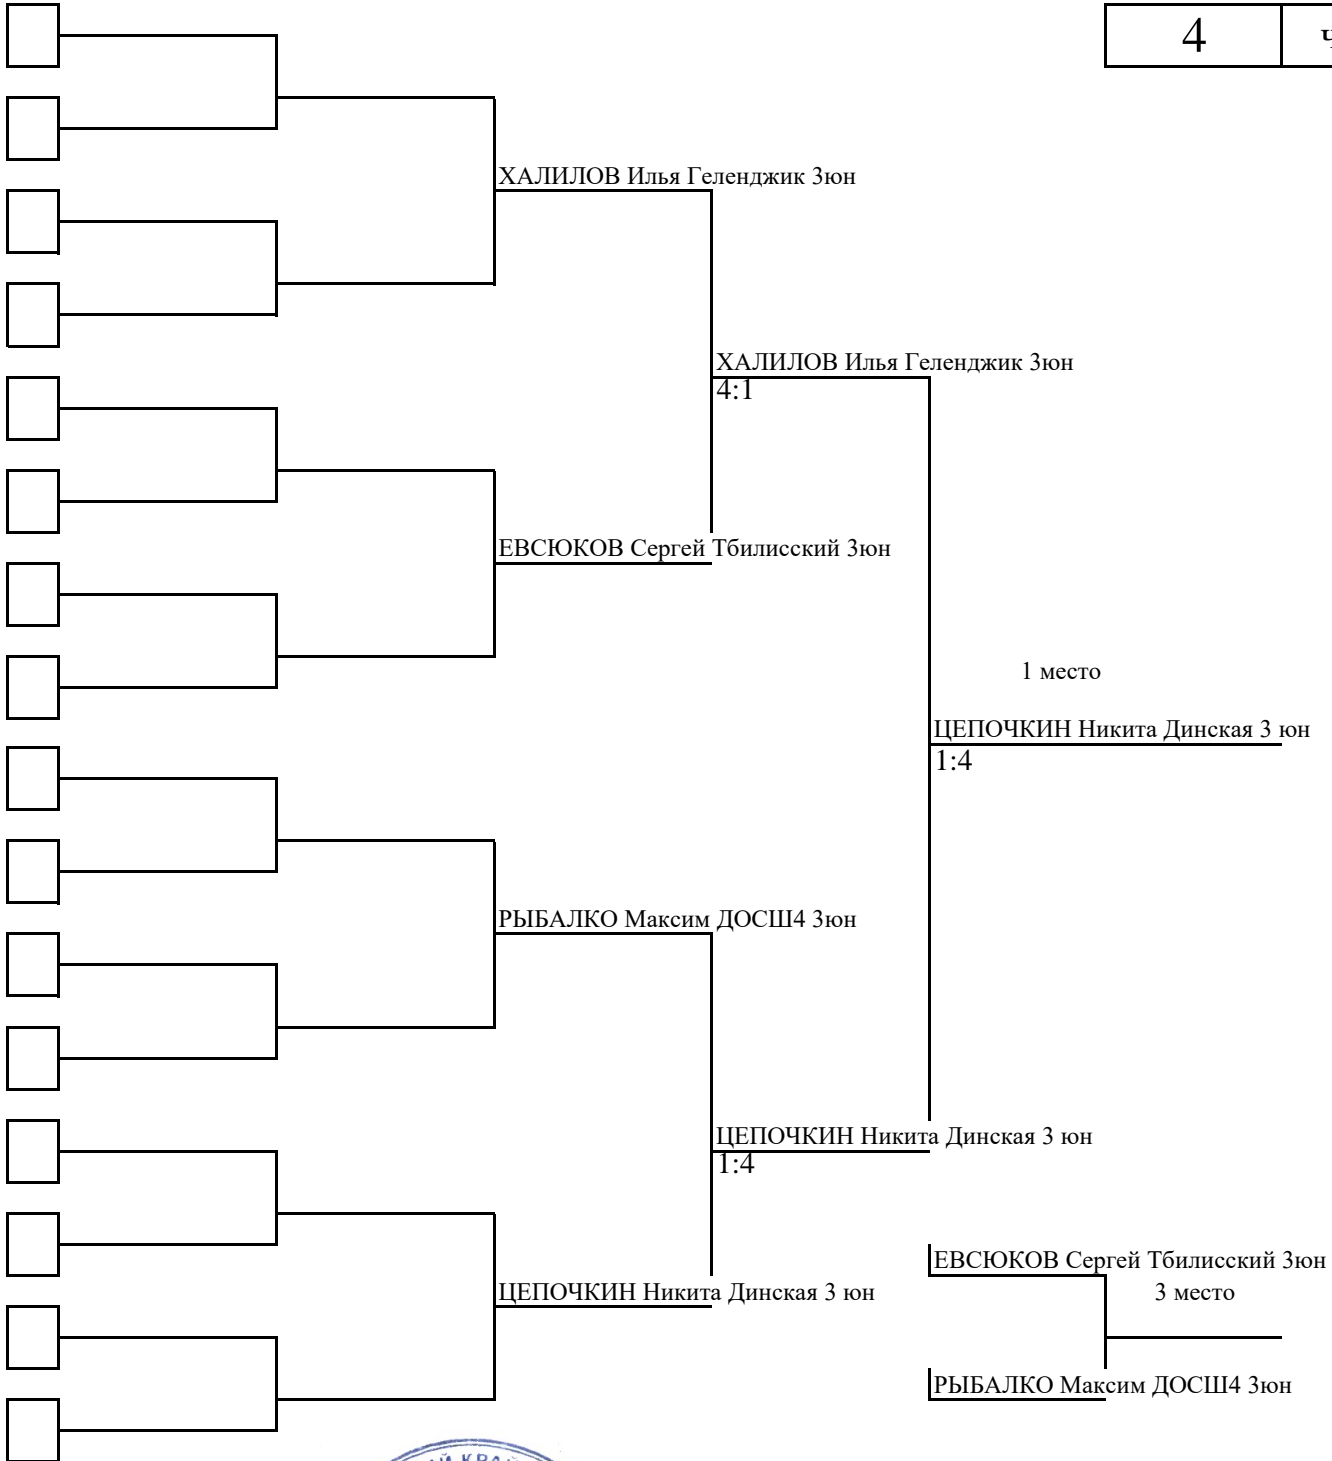 4
ХАЛИЛОВ Илья Геленджик 3юн
ХАЛИЛОВ Илья Геленджик 3юн
4:1
ЕВСЮКОВ Сергей Тбилисский 3юн
1 место
ЦЕПОЧКИН Никита Динская 3 юн
1:4
РЫБАЛКО Максим ДОСШ4 3юн
ЦЕПОЧКИН Никита Динская 3 юн
1:4
ЕВСЮКОВ Сергей Тбилисский 3юн
ЦЕПОЧКИН Никита Динская 3 юн
3 место
РЫБАЛКО Максим ДОСШ4 3юн